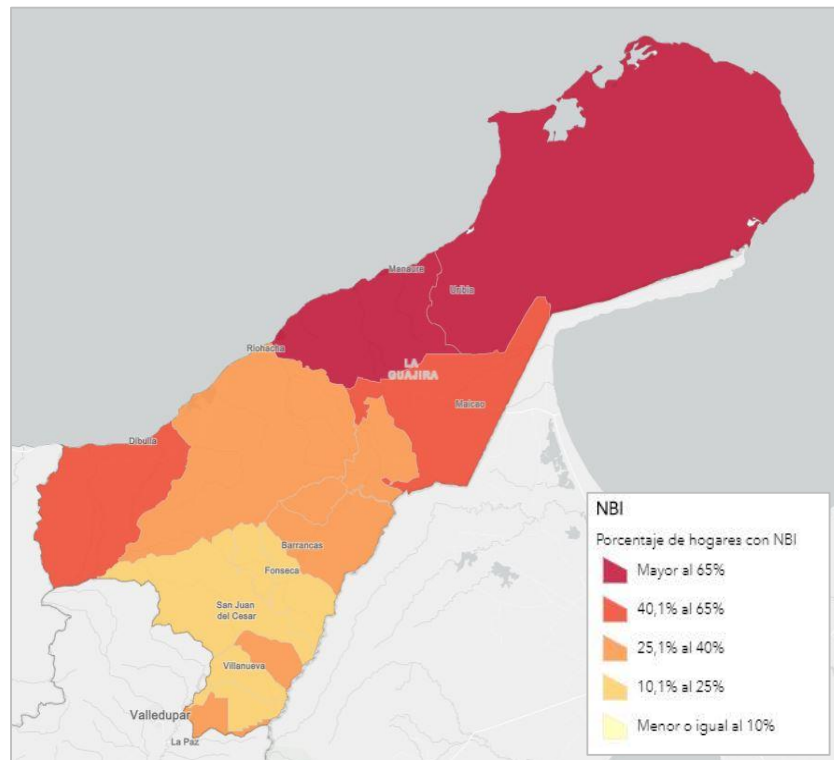 Manaure
Uribia
Riohacha
LA
GUAJIRA
Maicao
Dibulla
Barrancas
Fonseca
San Juan
del Cesar
Villanueva
Valledupar
La Paz
NBI
Porcentaje de hogares con NBI
Mayor al 65%
40,1% al 65%
25,1% al 40%
10,1% al 25%
Menor o igual al 10%